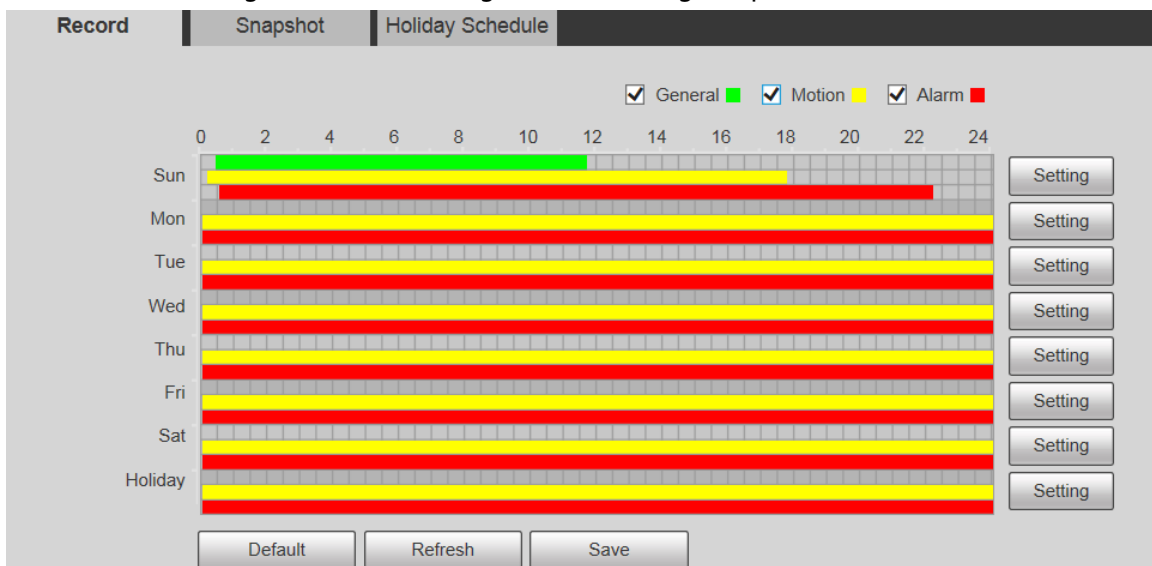 Record Snapshot Holiday Schedule
General Motion Alarm
0 2 4 6 8 10 12 14 16 18 20 22 24
Sun Setting
Mon Setting
Tue Setting
Wed Setting
Thu Setting
Fri Setting
Sat Setting
Holiday Setting
Default Refresh Save